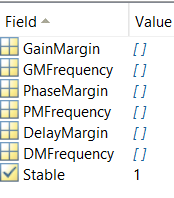 Field Value
GainMargin []
GMFrequency []
PhaseMargin []
PMFrequency []
DelayMargin []
DMFrequency []
Stable 1